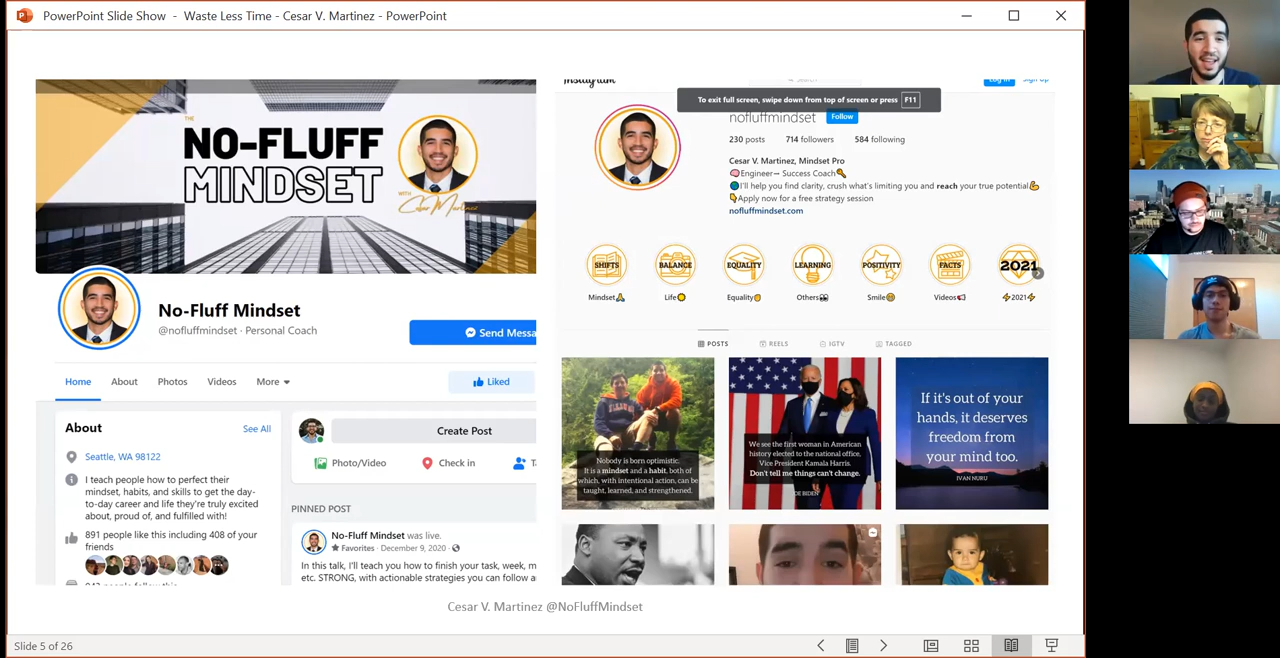 PowerPoint Slide Show - Waste Less Time - Cesar V. Martinez - PowerPoint
THE
NO-FLUFF
MINDSET
WITH
Cesar Martinez
No-Fluff Mindset
@nofluffmindset · Personal Coach
Send Messa
Home About Photos Videos More
Liked
About See All
Seattle, WA 98122
I teach people how to perfect their
mindset, habits, and skills to get the day-
to-day career and life they're truly excited
about, proud of, and fulfilled with!
891 people like this including 408 of your
friends
Create Post
Photo/Video Check in T
PINNED POST
No-Fluff Mindset was live.
Favorites · December 9, 2020 ·
In this talk, I'll teach you how to finish your task, week, m
etc. STRONG, with actionable strategies you can follow a
Instagram
Search
Log In Sign Up
To exit full screen, swipe down from top of screen or press F11
nofluffmindset Follow
230 posts 714 followers 584 following
Cesar V. Martinez, Mindset Pro
🧠Engineer→ Success Coach🔑
🌎I'll help you find clarity, crush what's limiting you and reach your true potential💪
👇Apply now for a free strategy session
nofluffmindset.com
SHIFTS BALANCE EQUALITY LEARNING POSITIVITY FACTS 2021
Mindset🙏 Life🌞 Equality✊ Others👀 Smile😄 Videos📢 ⚡2021⚡
POSTS REELS IGTV TAGGED
Nobody is born optimistic.
It is a mindset and a habit, both of
which, with intentional action, can be
taught, learned, and strengthened.
We see the first woman in American
history elected to the national office,
Vice President Kamala Harris.
Don't tell me things can't change.
JOE BIDEN
If it's out of your
hands, it deserves
freedom from
your mind too.
IVAN NURU
Cesar V. Martinez @NoFluffMindset
Slide 5 of 26